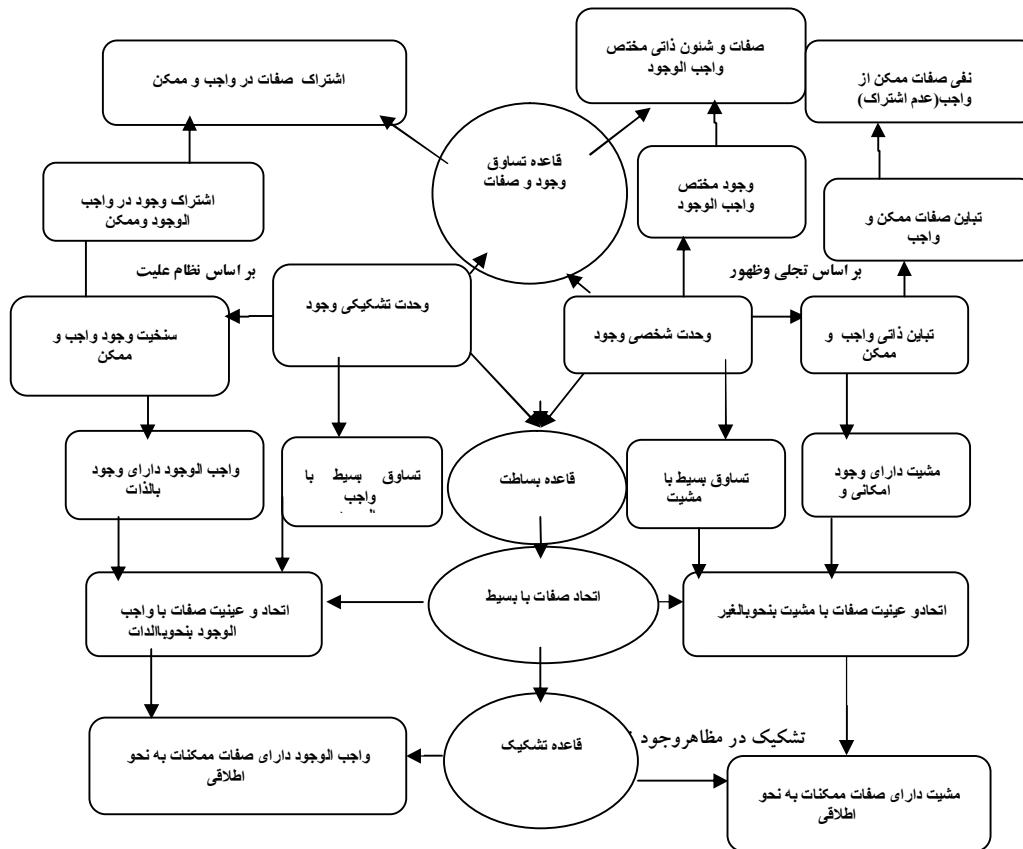 صفات و شئون ذاتی مختص
واجب الوجود
نفی صفات ممکن از
واجب(عدم اشتراک)
اشتراک صفات در واجب و ممکن
قاعده تساوق
وجود و صفات
وجود مختص
واجب الوجود
اشتراک وجود در واجب
الوجود وممکن
تباین صفات ممکن و
واجب
بر اساس تجلی وظهور
بر اساس نظام علیت
وحدت تشکیکی وجود
وحدت شخصی وجود
تباین ذاتی واجب و
ممکن
سنخیت وجود واجب و
ممکن
مشیت دارای وجود
امکانی و
تساوق بسیط با
مشیت
قاعده بساطت
تساوق بسیط با
واجب
واجب الوجود دارای وجود
بالذات
اتحاد صفات با بسیط
اتحادو عینیت صفات با مشیت بنحوبالغیر
اتحاد و عینیت صفات با واجب
الوجود بنحوباالدات
تشکیک در مظاهروجود
قاعده تشکیک
واجب الوجود دارای صفات ممکنات به نحو
اطلاقی
مشیت دارای صفات ممکنات به نحو
اطلاقی